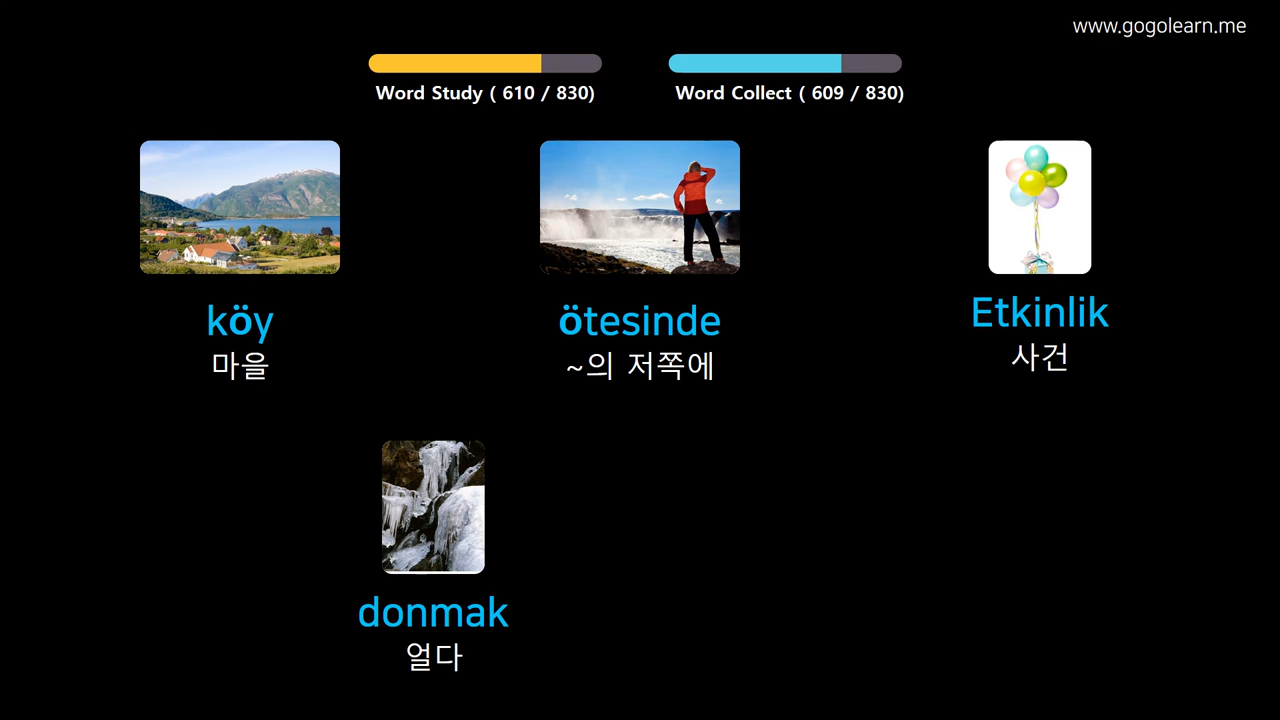 www.gogolearn.me
Word Study ( 610 / 830)
Word Collect ( 609 / 830)
köy
마을
ötesinde
~의 저쪽에
Etkinlik
사건
donmak
얼다